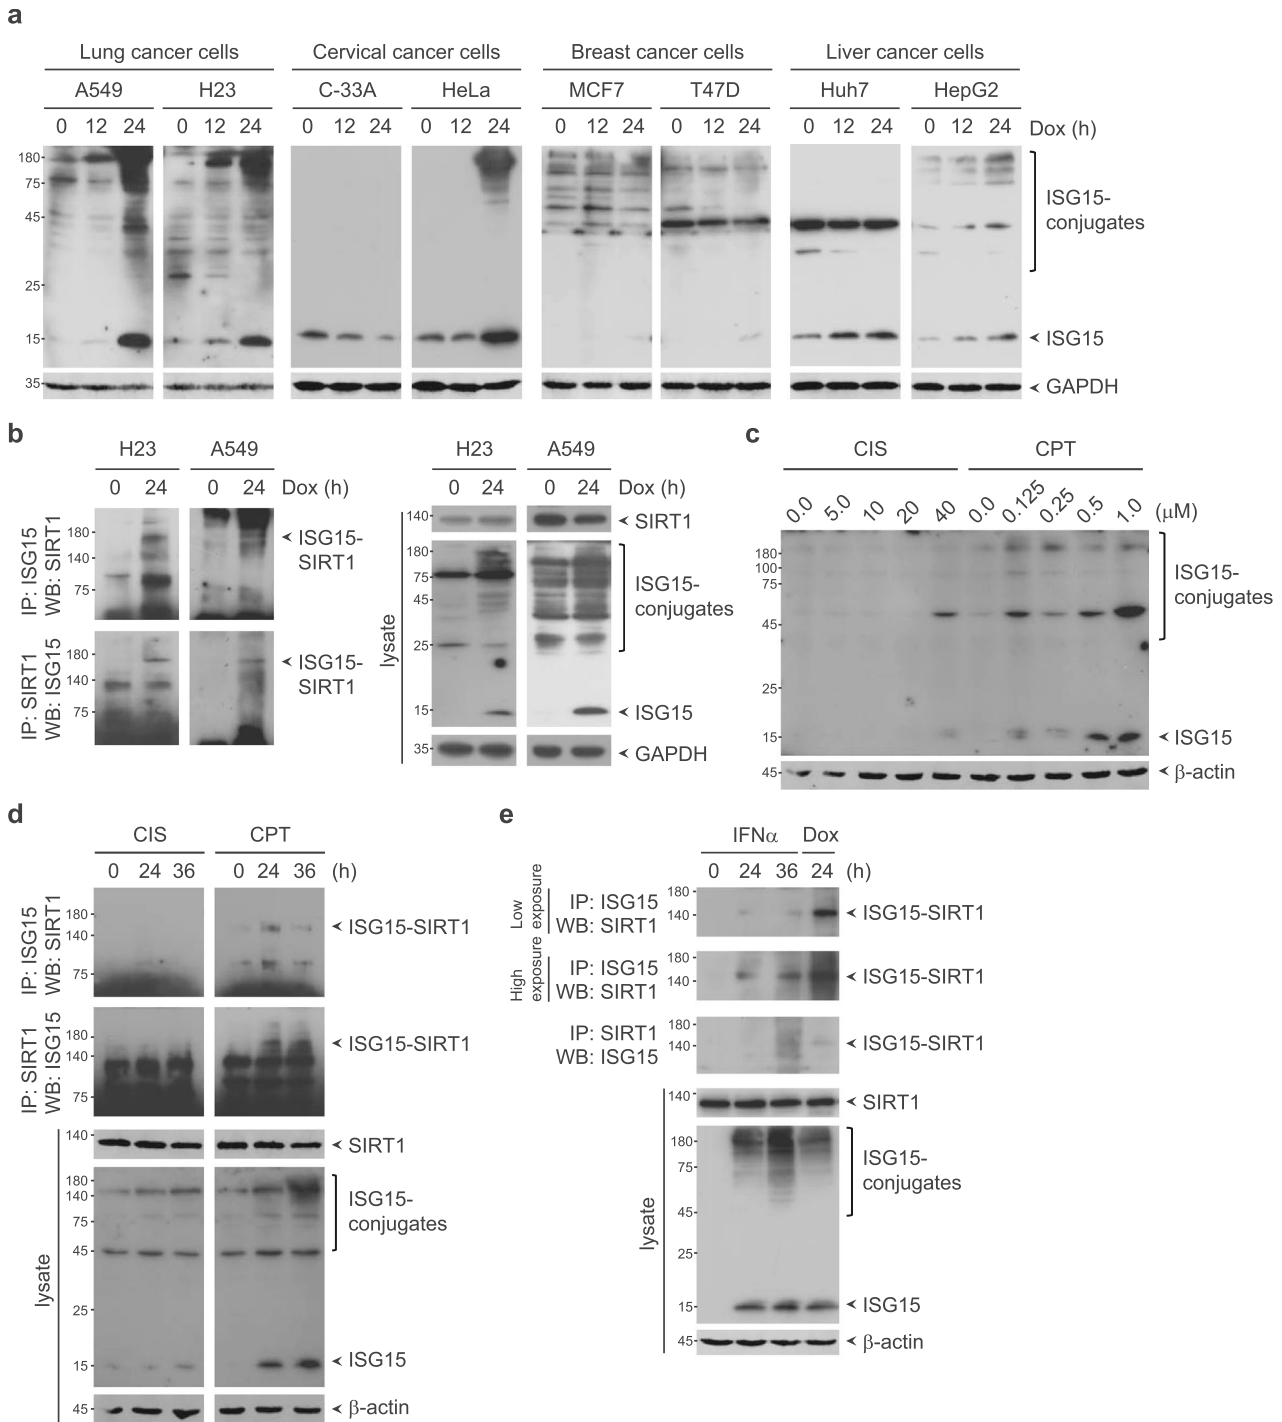 a
Lung cancer cells Cervical cancer cells Breast cancer cells Liver cancer cells
A549 H23 C-33A HeLa MCF7 T47D Huh7 HepG2
0 12 24 0 12 24 0 12 24 0 12 24 0 12 24 0 12 24 0 12 24 0 12 24 Dox (h)
180
75
45
25
15
35
ISG15-
conjugates
ISG15
GAPDH
b
H23 A549
0 24 0 24 Dox (h)
IP: ISG15
WB: SIRT1
180
140
75
ISG15-
SIRT1
IP: SIRT1
WB: ISG15
180
140
75
ISG15-
SIRT1
H23 A549
0 24 0 24 Dox (h)
lysate
140
SIRT1
180
75
45
25
15
ISG15-
conjugates
ISG15
35
GAPDH
c
CIS CPT
0.0 5.0 10 20 40 0.0 0.125 0.25 0.5 1.0 (μM)
180
100
75
45
25
15
ISG15-
conjugates
ISG15
45
β-actin
d
CIS CPT
0 24 36 0 24 36 (h)
IP: ISG15
WB: SIRT1
180
140
75
ISG15-SIRT1
IP: SIRT1
WB: ISG15
180
140
75
ISG15-SIRT1
lysate
140
SIRT1
180
140
75
45
25
15
ISG15-
conjugates
ISG15
45
β-actin
e
IFNα Dox
0 24 36 24 (h)
Low
exposure
IP: ISG15
WB: SIRT1
180
140
ISG15-SIRT1
High
exposure
IP: ISG15
WB: SIRT1
180
140
ISG15-SIRT1
IP: SIRT1
WB: ISG15
180
140
ISG15-SIRT1
lysate
140
SIRT1
180
75
45
25
15
ISG15-
conjugates
ISG15
45
β-actin